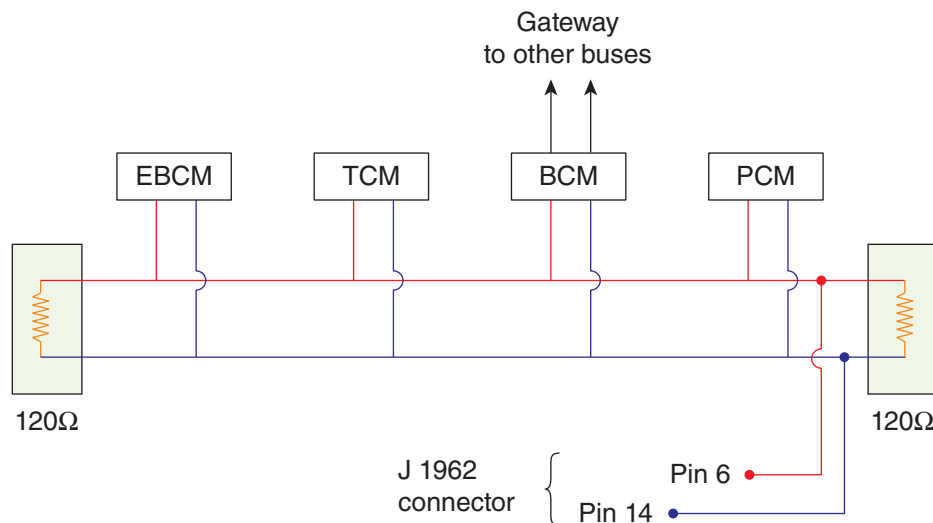 Gateway
to other buses
EBCM
TCM
BCM
PCM
120Ω
120Ω
J 1962
connector
Pin 6
Pin 14